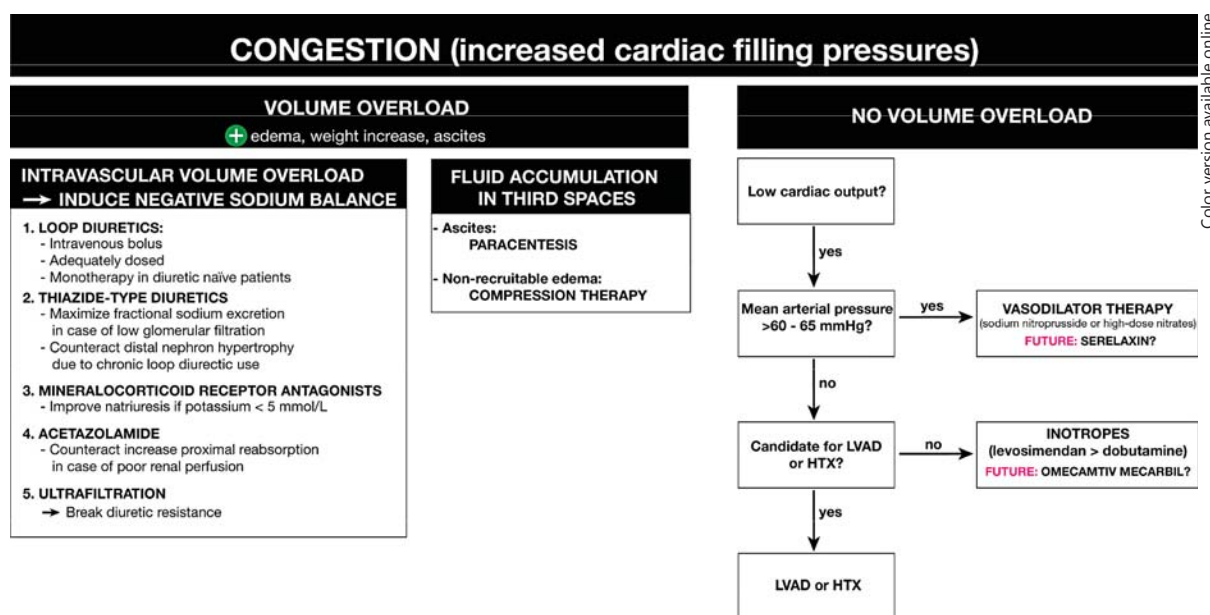 CONGESTION (increased cardiac filling pressures)
VOLUME OVERLOAD
+ edema, weight increase, ascites
INTRAVASCULAR VOLUME OVERLOAD
→ INDUCE NEGATIVE SODIUM BALANCE
1. LOOP DIURETICS:
- Intravenous bolus
- Adequately dosed
- Monotherapy in diuretic naïve patients
2. THIAZIDE-TYPE DIURETICS
- Maximize fractional sodium excretion
in case of low glomerular filtration
- Counteract distal nephron hypertrophy
due to chronic loop diurectic use
3. MINERALOCORTICOID RECEPTOR ANTAGONISTS
- Improve natriuresis if potassium < 5 mmol/L
4. ACETAZOLAMIDE
- Counteract increase proximal reabsorption
in case of poor renal perfusion
5. ULTRAFILTRATION
→ Break diuretic resistance
FLUID ACCUMULATION
IN THIRD SPACES
- Ascites:
PARACENTESIS
- Non-recruitable edema:
COMPRESSION THERAPY
NO VOLUME OVERLOAD
Low cardiac output?
yes
Mean arterial pressure
>60 - 65 mmHg?
yes
VASODILATOR THERAPY
(sodium nitroprusside or high-dose nitrates)
FUTURE: SERELAXIN?
no
Candidate for LVAD
or HTX?
no
INOTROPES
(levosimendan > dobutamine)
FUTURE: OMECAMTIV MECARBIL?
yes
LVAD or HTX
Color version available online